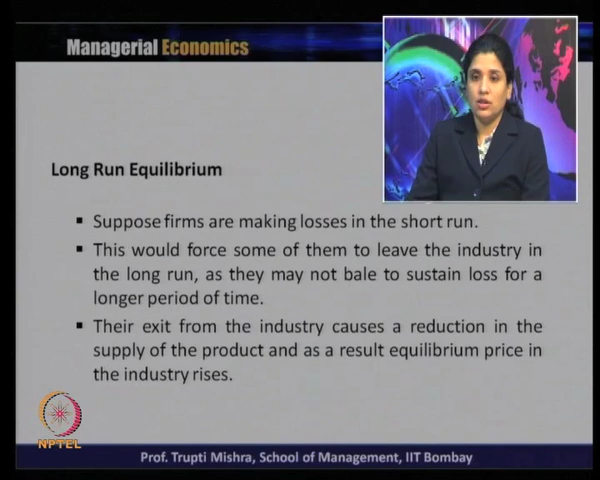 Managerial Economics
Long Run Equilibrium
▪ Suppose firms are making losses in the short run.
▪ This would force some of them to leave the industry in
the long run, as they may not bale to sustain loss for a
longer period of time.
▪ Their exit from the industry causes a reduction in the
supply of the product and as a result equilibrium price in
the industry rises.
NPTEL
Prof. Trupti Mishra, School of Management, IIT Bombay